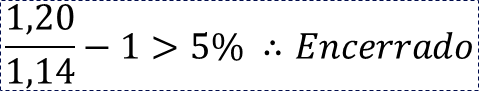 1,20
1,14 − 1 > 5% ∴ Encerrado